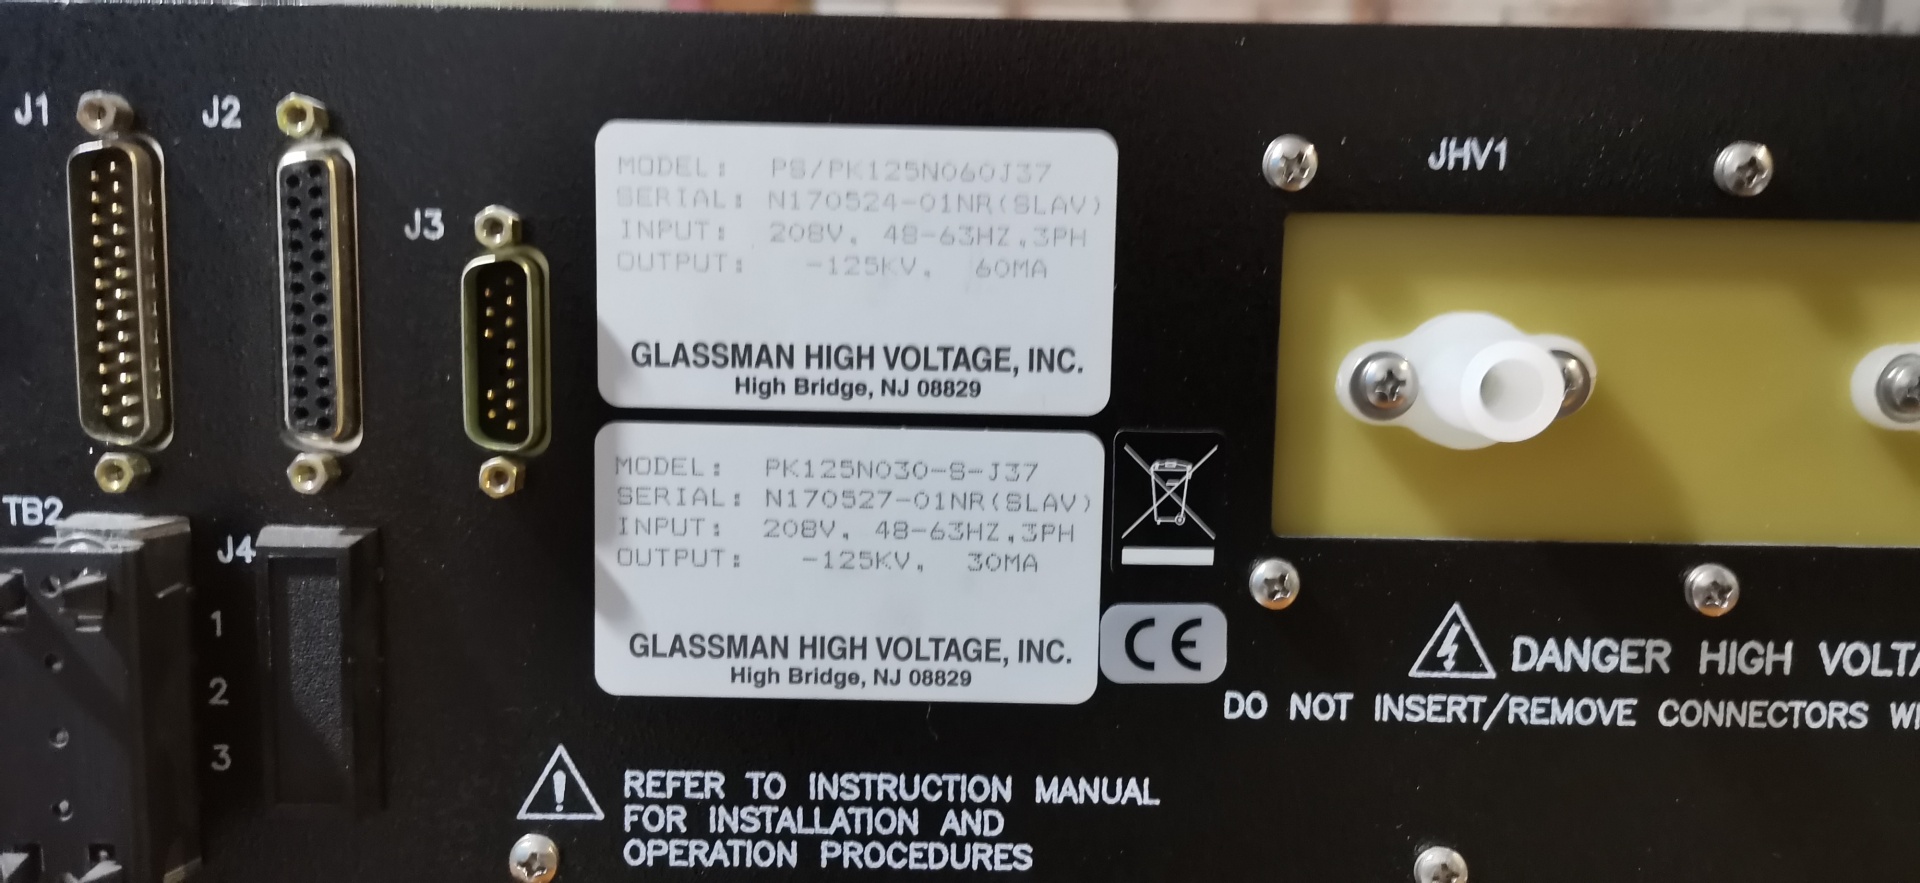 J1
J2
J3
MODEL: PS/PK125N060J37
SERIAL: N170524-01NR(SLAV)
INPUT: 208V, 48-63HZ,3PH
OUTPUT: -125KV, 60MA
GLASSMAN HIGH VOLTAGE, INC.
High Bridge, NJ 08829
MODEL: PK125N030-S-J37
SERIAL: N170527-01NR(SLAV)
INPUT: 208V, 48-63HZ,3PH
OUTPUT: -125KV, 30MA
GLASSMAN HIGH VOLTAGE, INC.
High Bridge, NJ 08829
CE
JHV1
TB2
J4
1
2
3
DANGER HIGH VOLTA
DO NOT INSERT/REMOVE CONNECTORS WI
REFER TO INSTRUCTION MANUAL
FOR INSTALLATION AND
OPERATION PROCEDURES